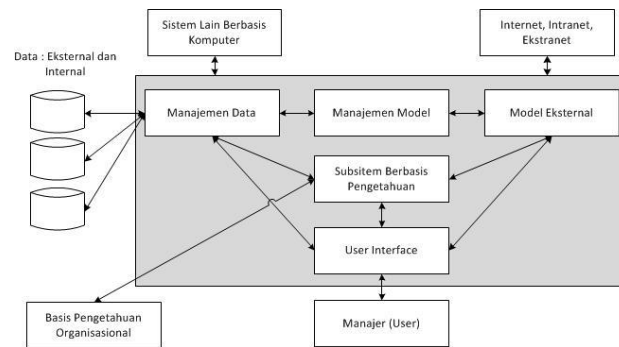 Sistem Lain Berbasis
Komputer
Internet, Intranet,
Ekstranet
Data : Eksternal dan
Internal
Manajemen Data
Manajemen Model
Model Eksternal
Subsitem Berbasis
Pengetahuan
User Interface
Basis Pengetahuan
Organisasional
Manajer (User)